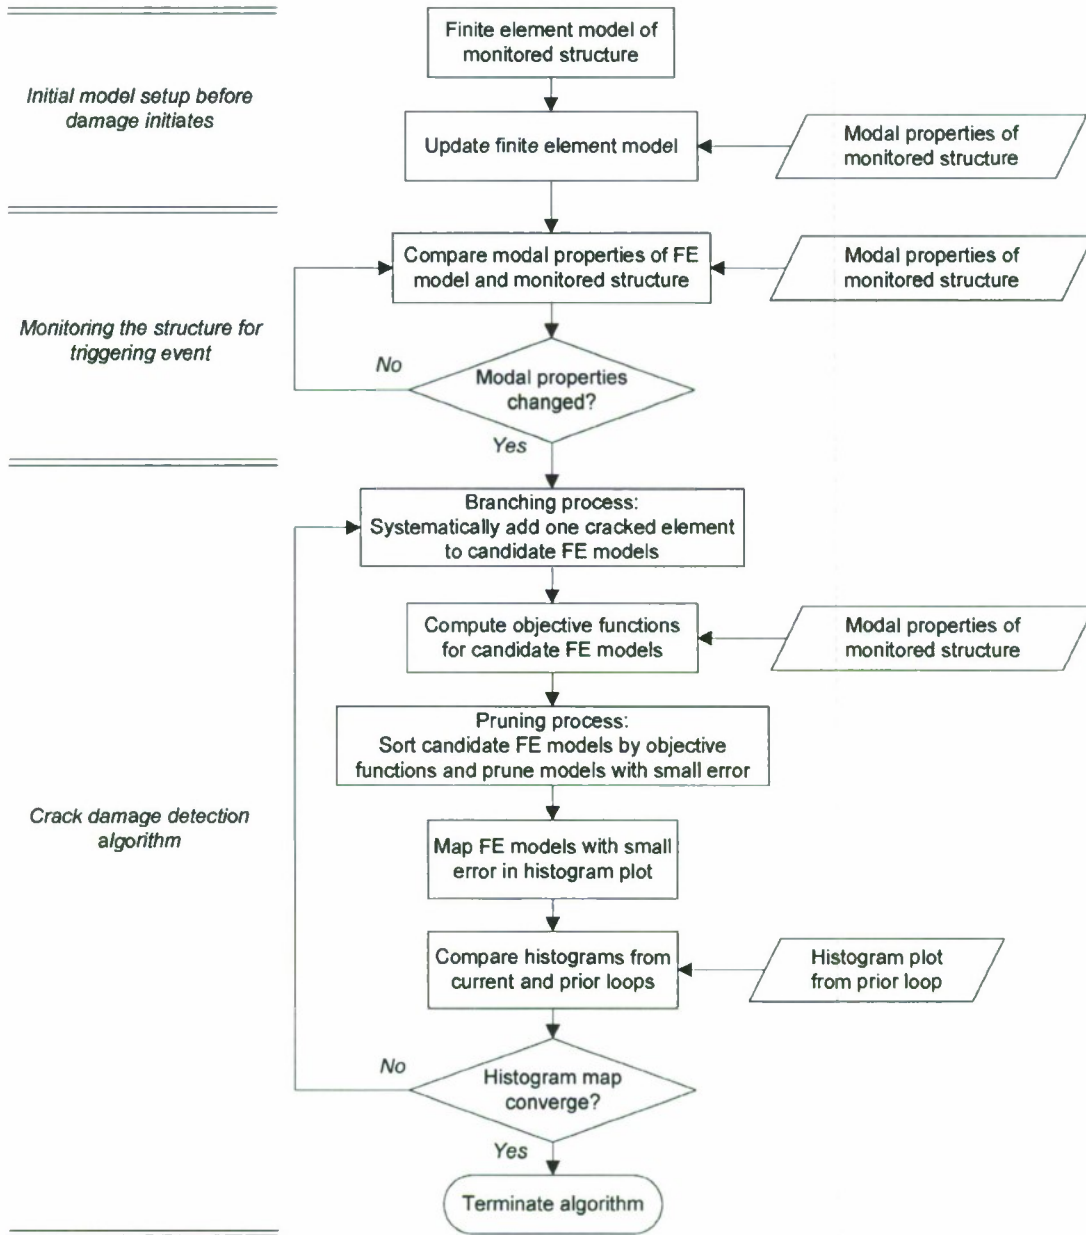 Finite element model of
monitored structure
Initial model setup before
damage initiates
Update finite element model
Modal properties of
monitored structure
Compare modal properties of FE
model and monitored structure
Modal properties of
monitored structure
Monitoring the structure for
triggering event
No
Modal properties
changed?
Yes
Branching process:
Systematically add one cracked element
to candidate FE models
Compute objective functions
for candidate FE models
Modal properties of
monitored structure
Pruning process:
Sort candidate FE models by objective
functions and prune models with small error
Crack damage detection
algorithm
Map FE models with small
error in histogram plot
Compare histograms from
current and prior loops
Histogram plot
from prior loop
No
Histogram map
converge?
Yes
Terminate algorithm